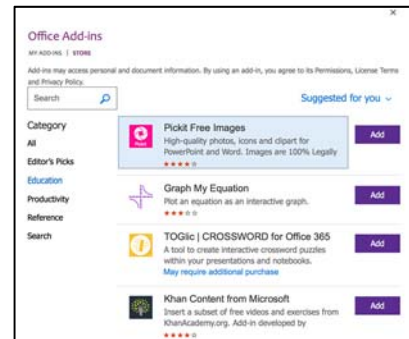 Office Add-ins
MY ADD-INS | STORE
Add-ins may access personal and document information. By using an add-in, you agree to its Permissions, License Terms
and Privacy Policy.
Search
Suggested for you
Category
All
Editor's Picks
Education
Productivity
Reference
Search
Pickit Free Images
High-quality photos, icons and clipart for
PowerPoint and Word. Images are 100% Legally
Add
Graph My Equation
Plot an equation as an interactive graph.
Add
TOGlic | CROSSWORD for Office 365
A tool to create interactive crossword puzzles
within your presentations and notebooks.
May require additional purchase
Add
Khan Content from Microsoft
Insert a subset of free videos and exercises from
KhanAcademy.org. Add-in developed by
Add